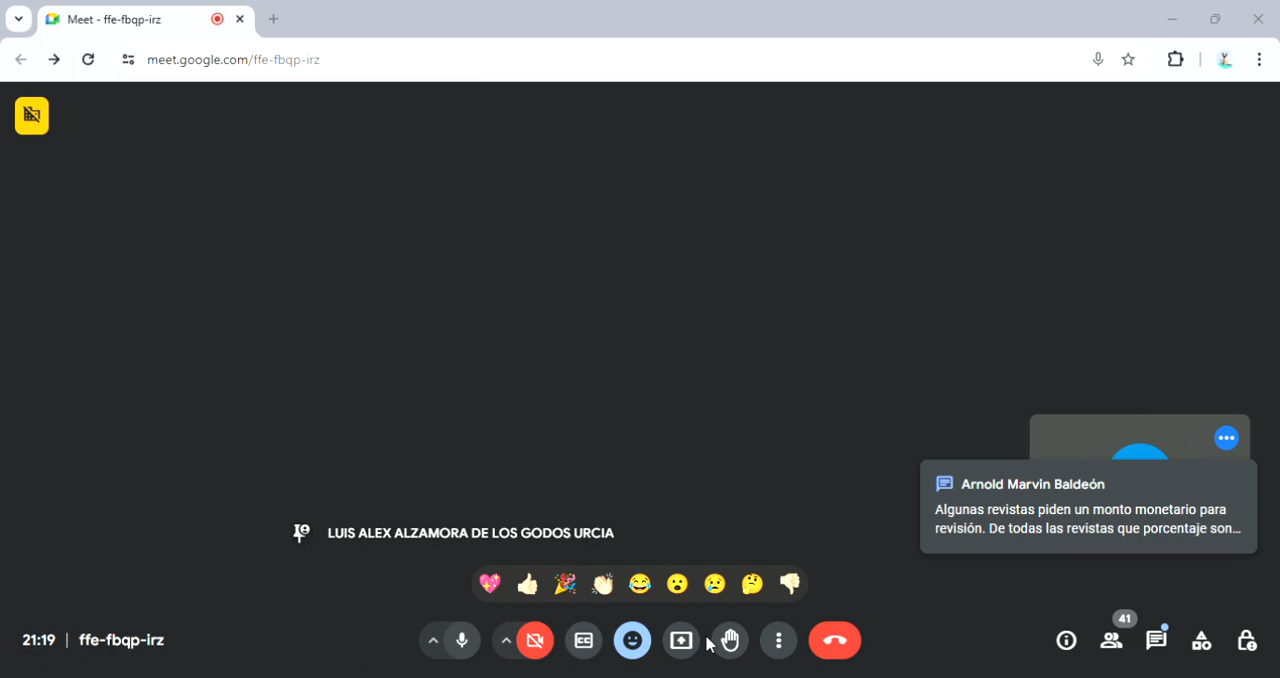 Meet - ffe-fbqp-irz
meet.google.com/ffe-fbqp-irz
Arnold Marvin Baldeón
Algunas revistas piden un monto monetario para
revisión. De todas las revistas que porcentaje son...
LUIS ALEX ALZAMORA DE LOS GODOS URCIA
41
21:19 | ffe-fbqp-irz